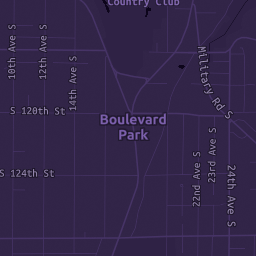 Country Club
10th Ave S
12th Ave S
14th Ave S
Military Rd S
S 120th St
Boulevard
Park
S 124th St
22nd Ave S
23rd Ave S
24th Ave S